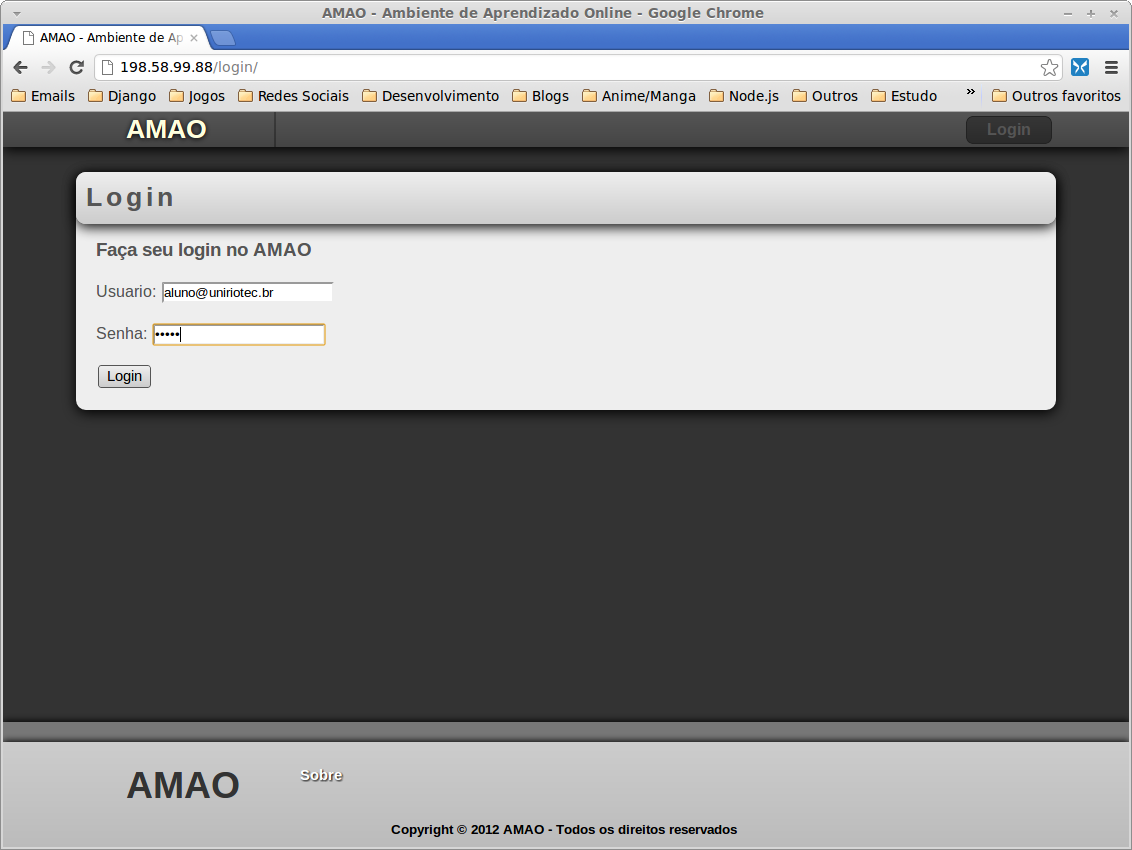 AMAO - Ambiente de Aprendizado Online - Google Chrome
AMAO - Ambiente de Ap
198.58.99.88/login/
Emails Django Jogos Redes Sociais Desenvolvimento Blogs Anime/Manga Node.js Outros Estudo » Outros favoritos
AMAO Login
Login
Faça seu login no AMAO
Usuario: aluno@uniriotec.br
Senha: •••••
Login
AMAO Sobre
Copyright © 2012 AMAO - Todos os direitos reservados